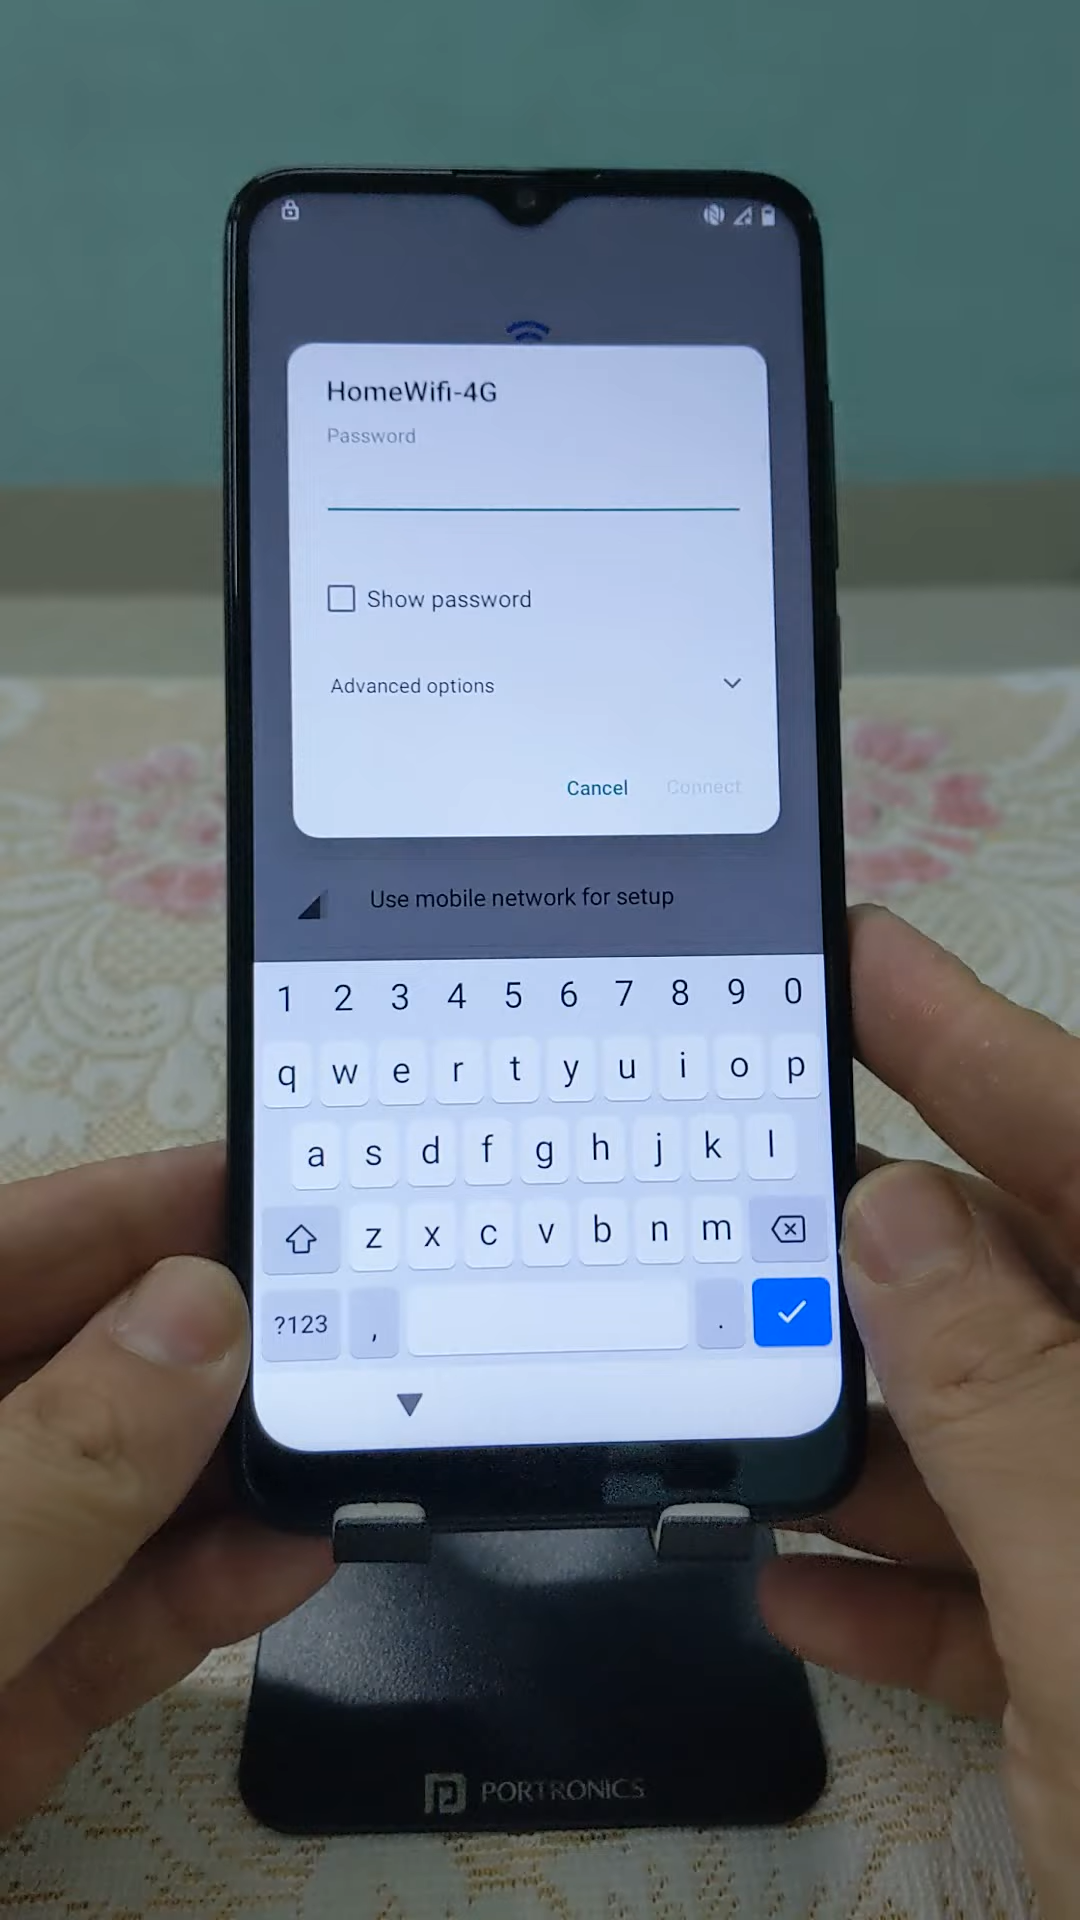 HomeWifi-4G
Password
Show password
Advanced options
Cancel Connect
Use mobile network for setup
1 2 3 4 5 6 7 8 9 0
q w e r t y u i o p
a s d f g h j k l
z x c v b n m
?123 , .
PORTRONICS